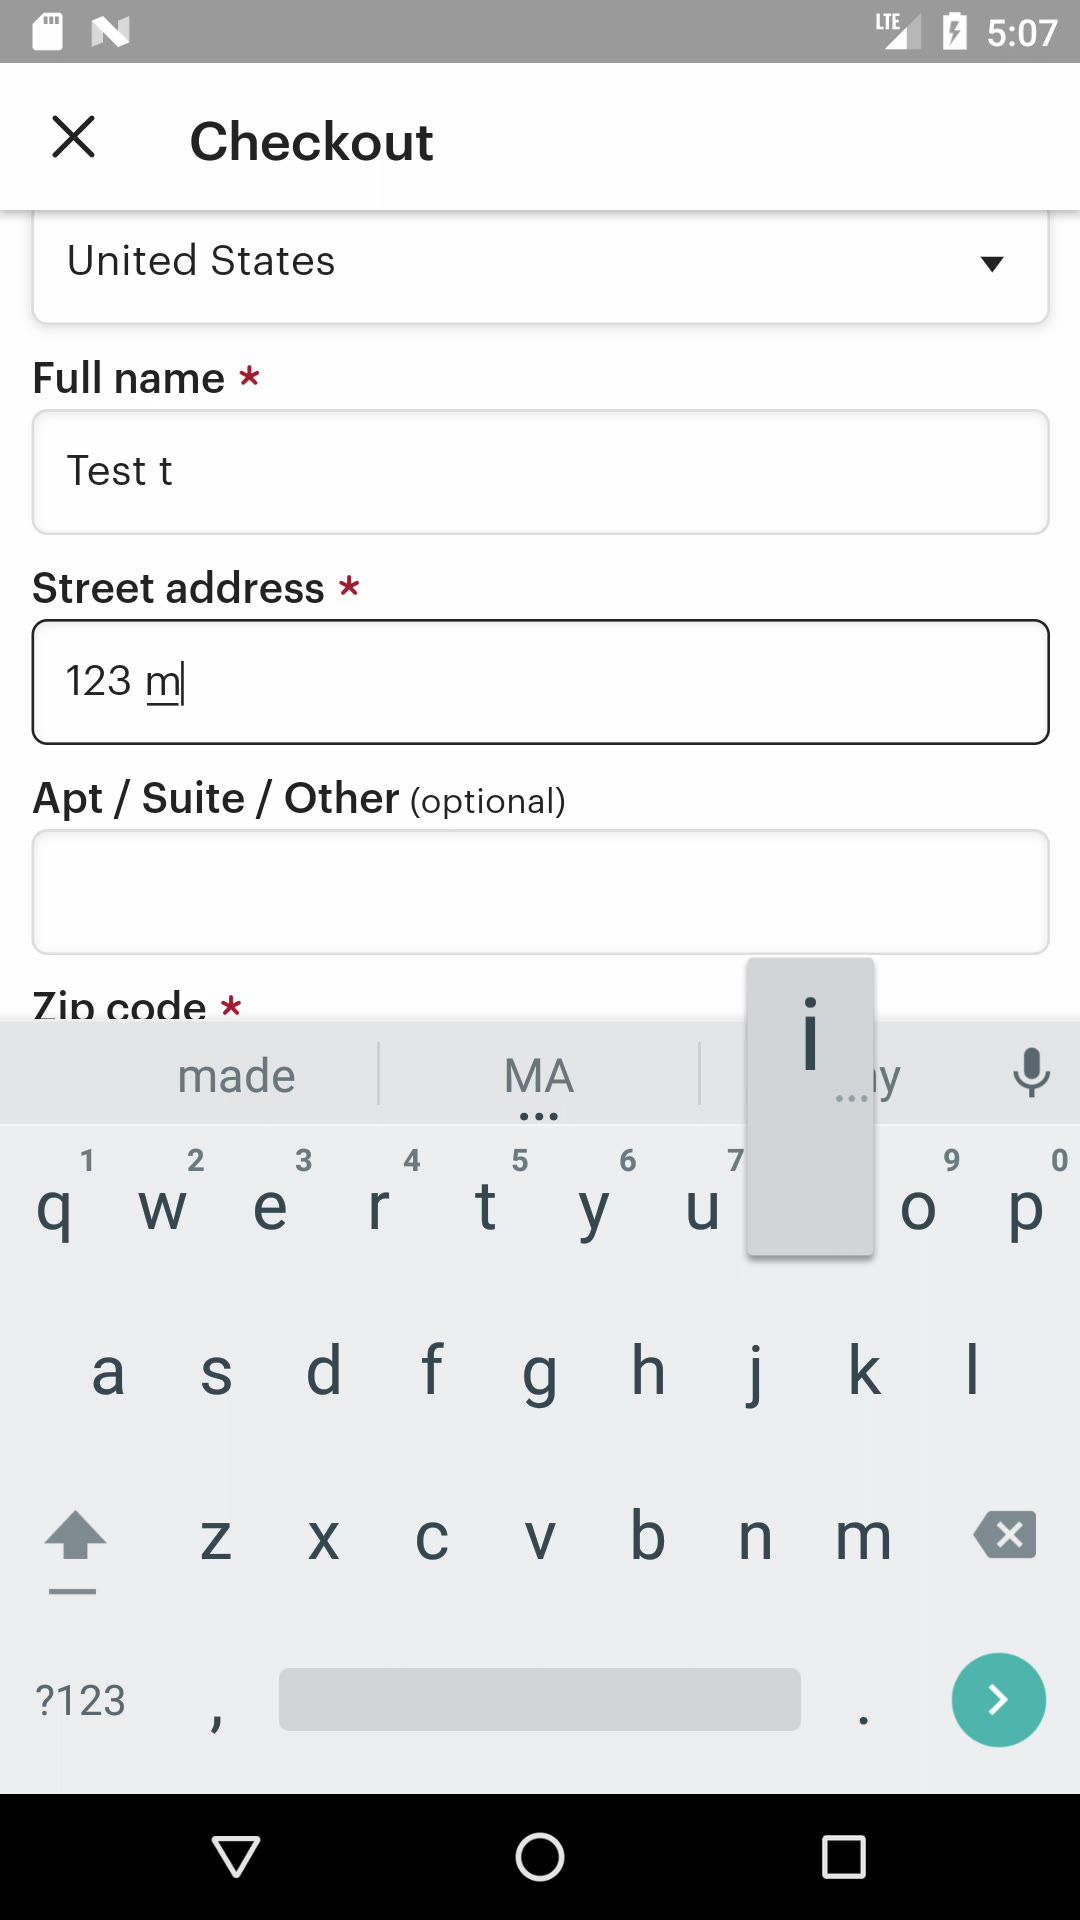 LTE 5:07
Checkout
United States
Full name *
Test t
Street address *
123 m
Apt / Suite / Other (optional)
Zip code *
made MA
1 2 3 4 5 6 7 9 0
q w e r t y u i o p
a s d f g h j k l
z x c v b n m
?123 , .